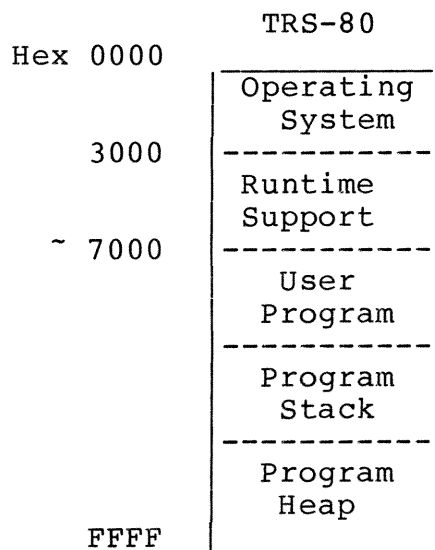 TRS-80
Hex 0000
Operating
System
3000
Runtime
Support
~ 7000
User
Program
Program
Stack
Program
Heap
FFFF